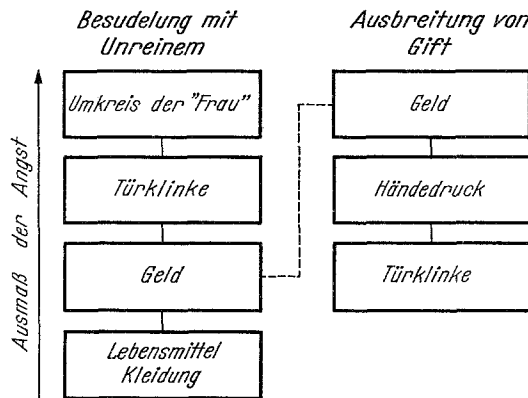 Besudelung mit
Unreinem
Ausbreitung von
Gift
Ausmaß der Angst
Umkreis der "Frau"
Türklinke
Geld
Lebensmittel
Kleidung
Geld
Händedruck
Türklinke